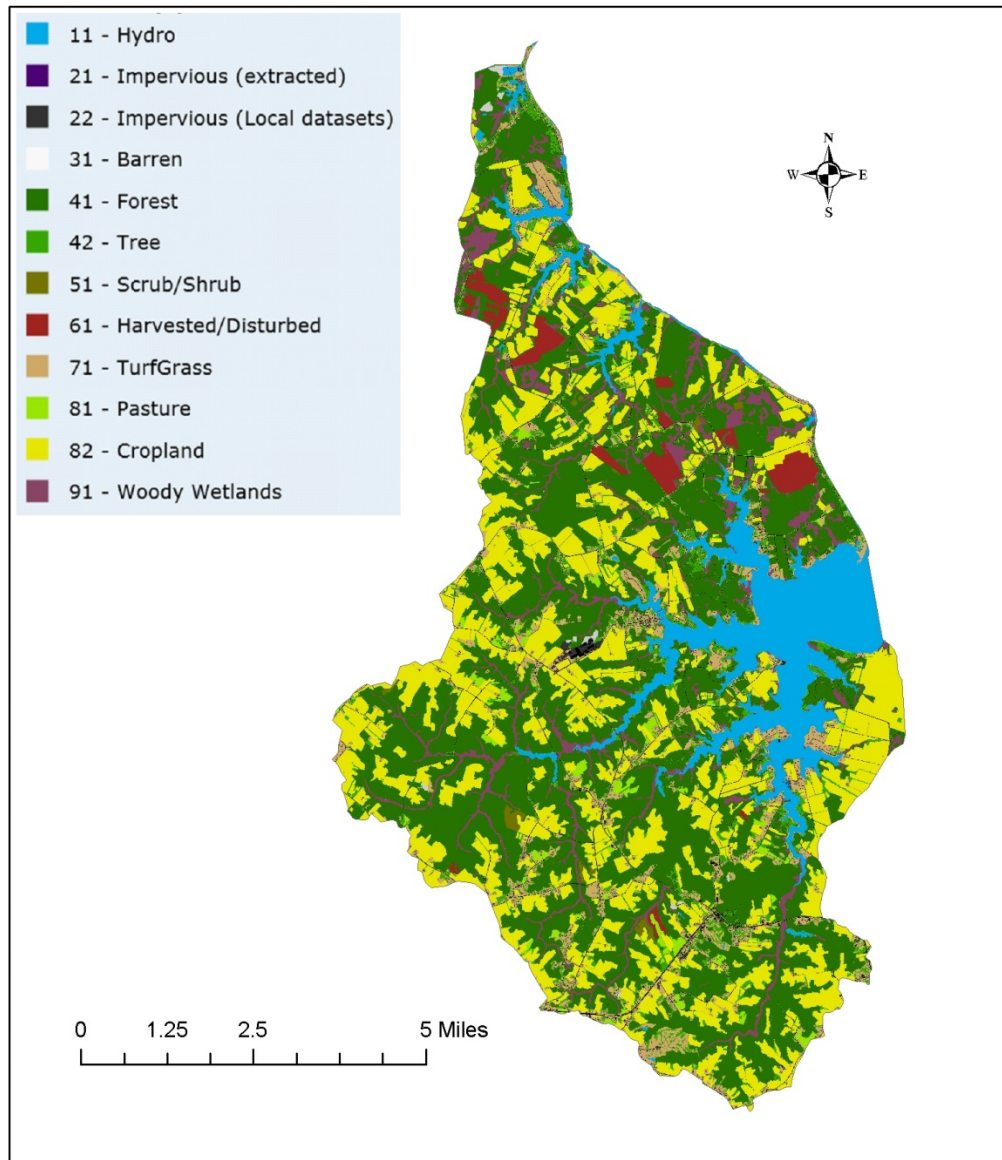 11 - Hydro
21 - Impervious (extracted)
22 - Impervious (Local datasets)
31 - Barren
41 - Forest
42 - Tree
51 - Scrub/Shrub
61 - Harvested/Disturbed
71 - TurfGrass
81 - Pasture
82 - Cropland
91 - Woody Wetlands
N
W E
S
0 1.25 2.5 5 Miles